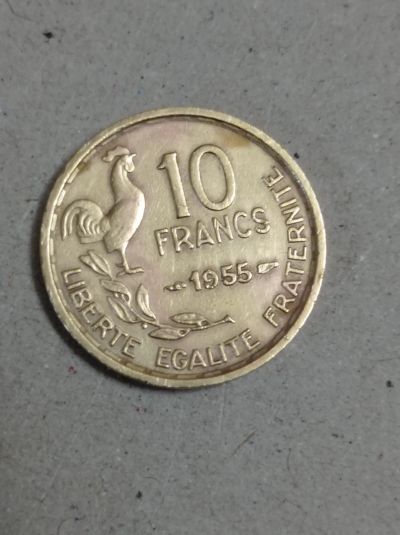 10
FRANCS
1955
LIBERTE EGALITE FRATERNITE